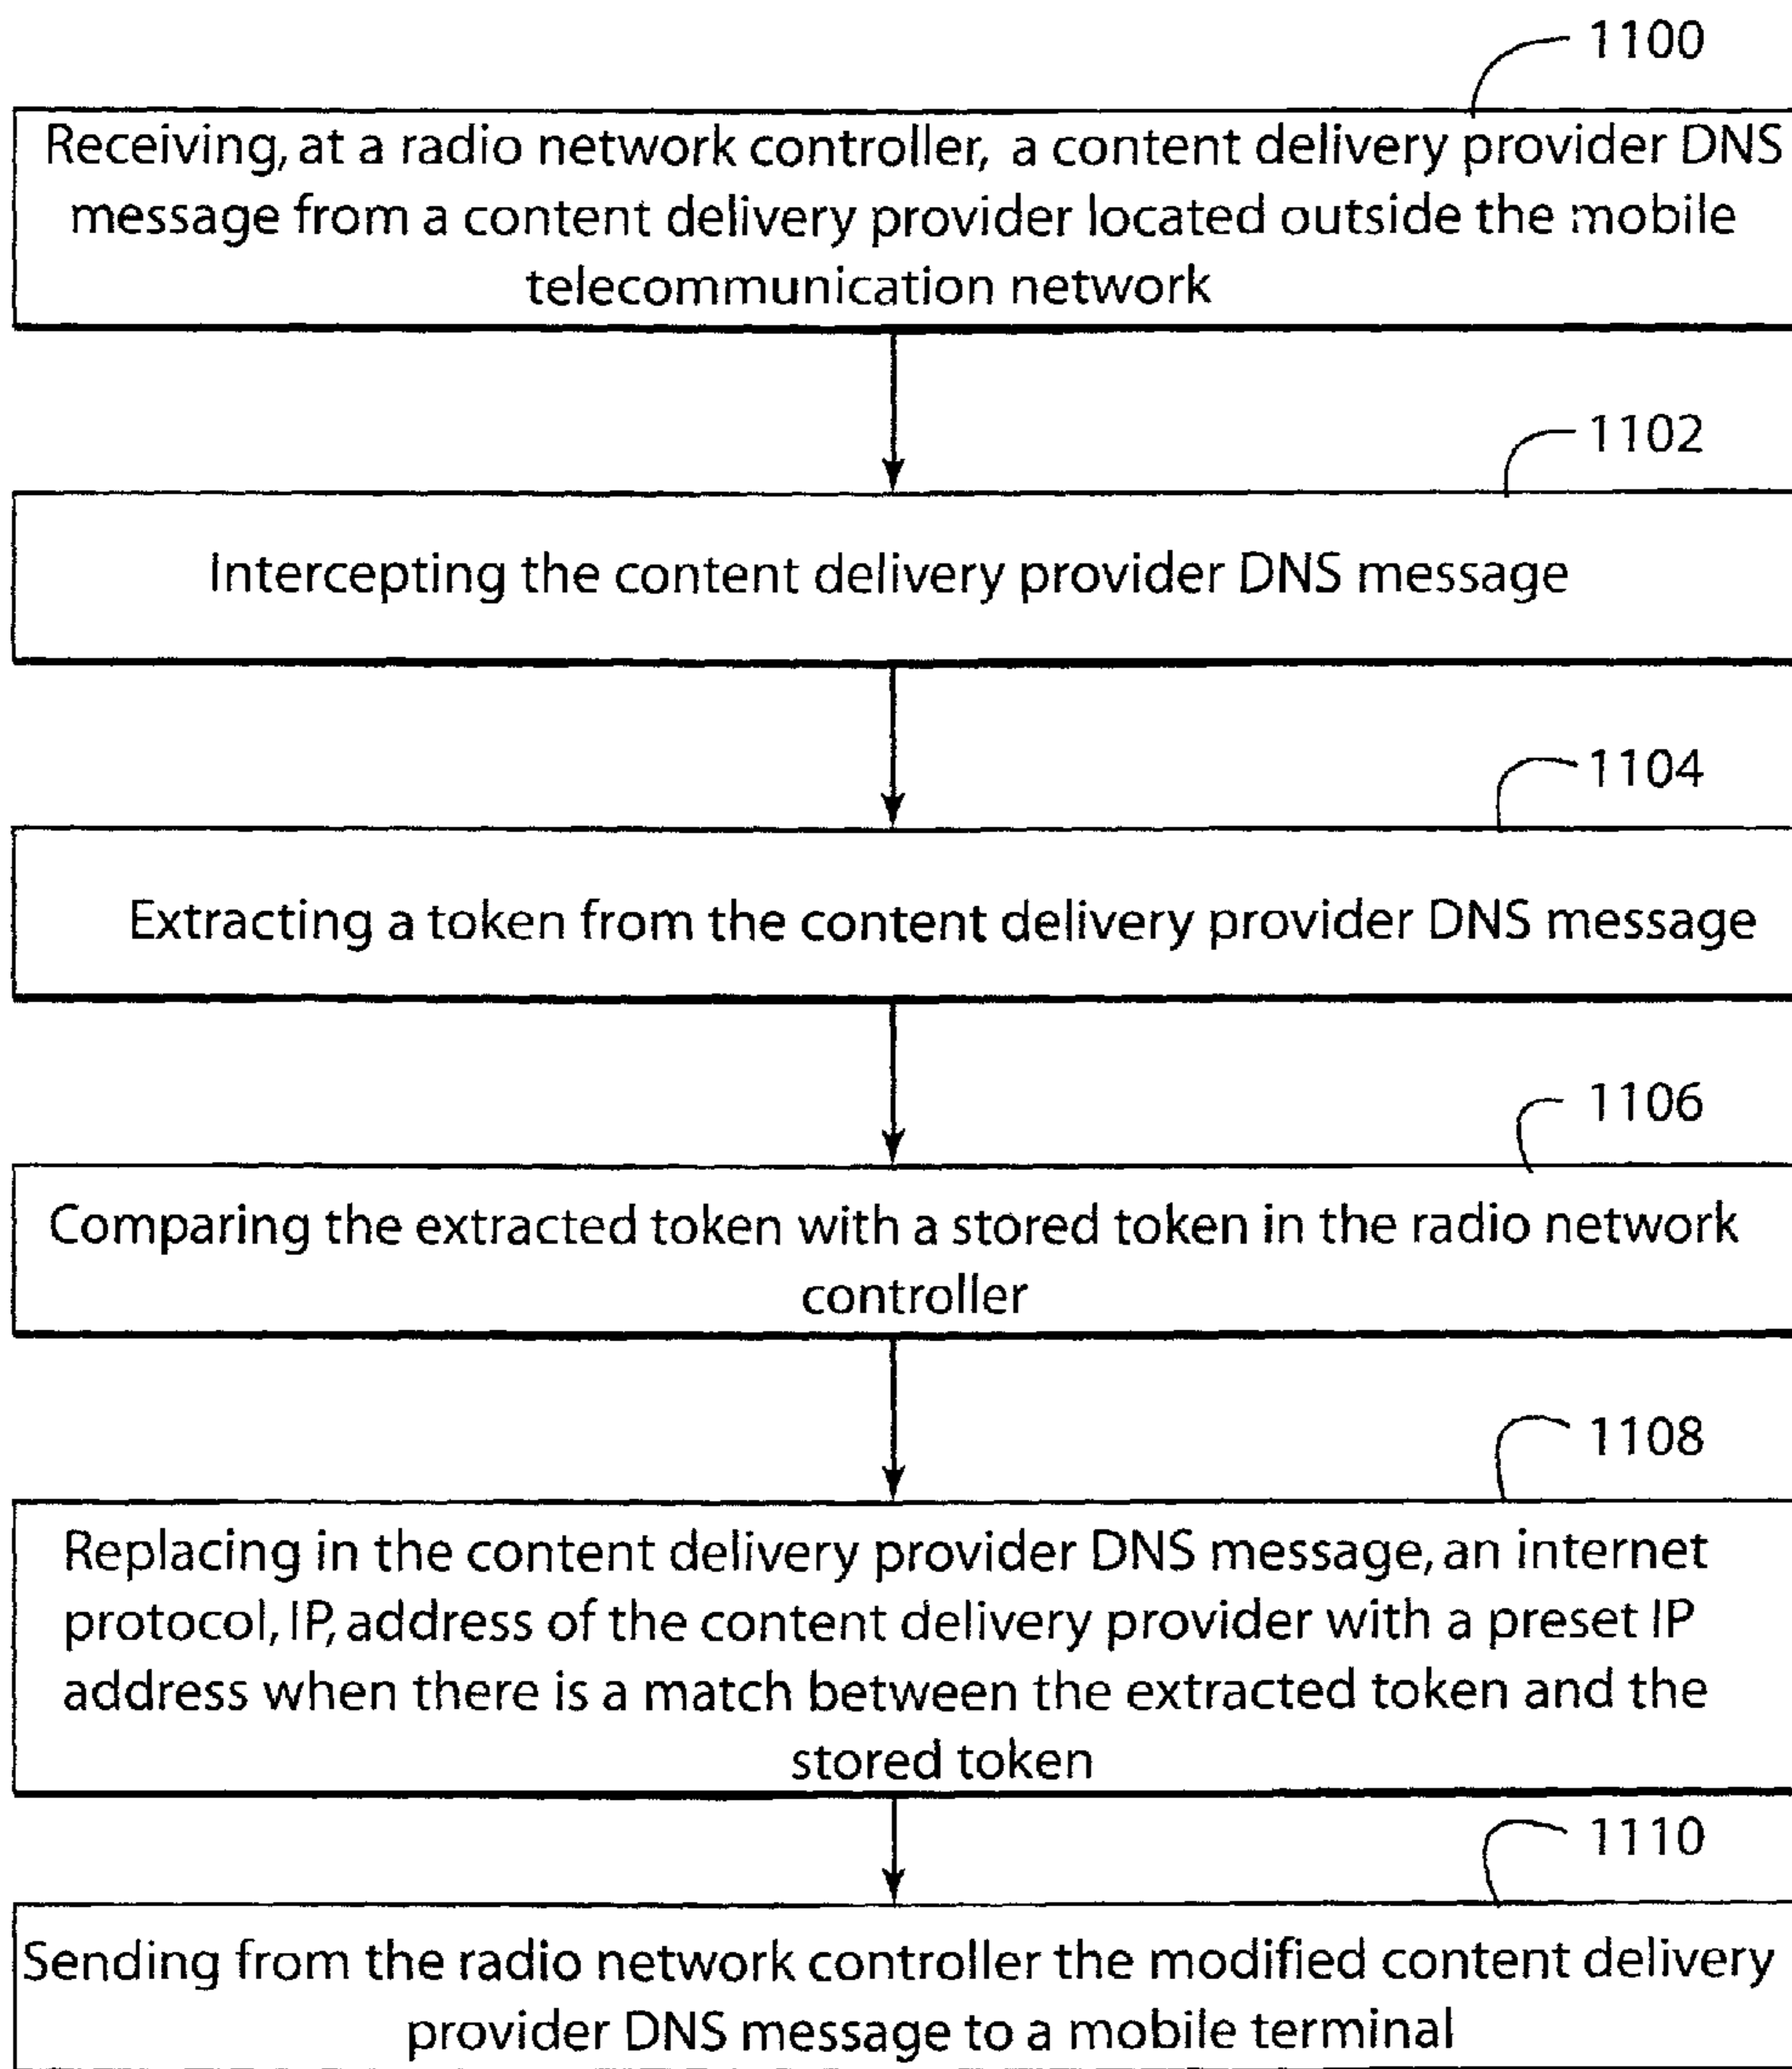 1100
Receiving, at a radio network controller, a content delivery provider DNS
message from a content delivery provider located outside the mobile
telecommunication network
1102
Intercepting the content delivery provider DNS message
1104
Extracting a token from the content delivery provider DNS message
1106
Comparing the extracted token with a stored token in the radio network
controller
1108
Replacing in the content delivery provider DNS message, an internet
protocol, IP, address of the content delivery provider with a preset IP
address when there is a match between the extracted token and the
stored token
1110
Sending from the radio network controller the modified content delivery
provider DNS message to a mobile terminal